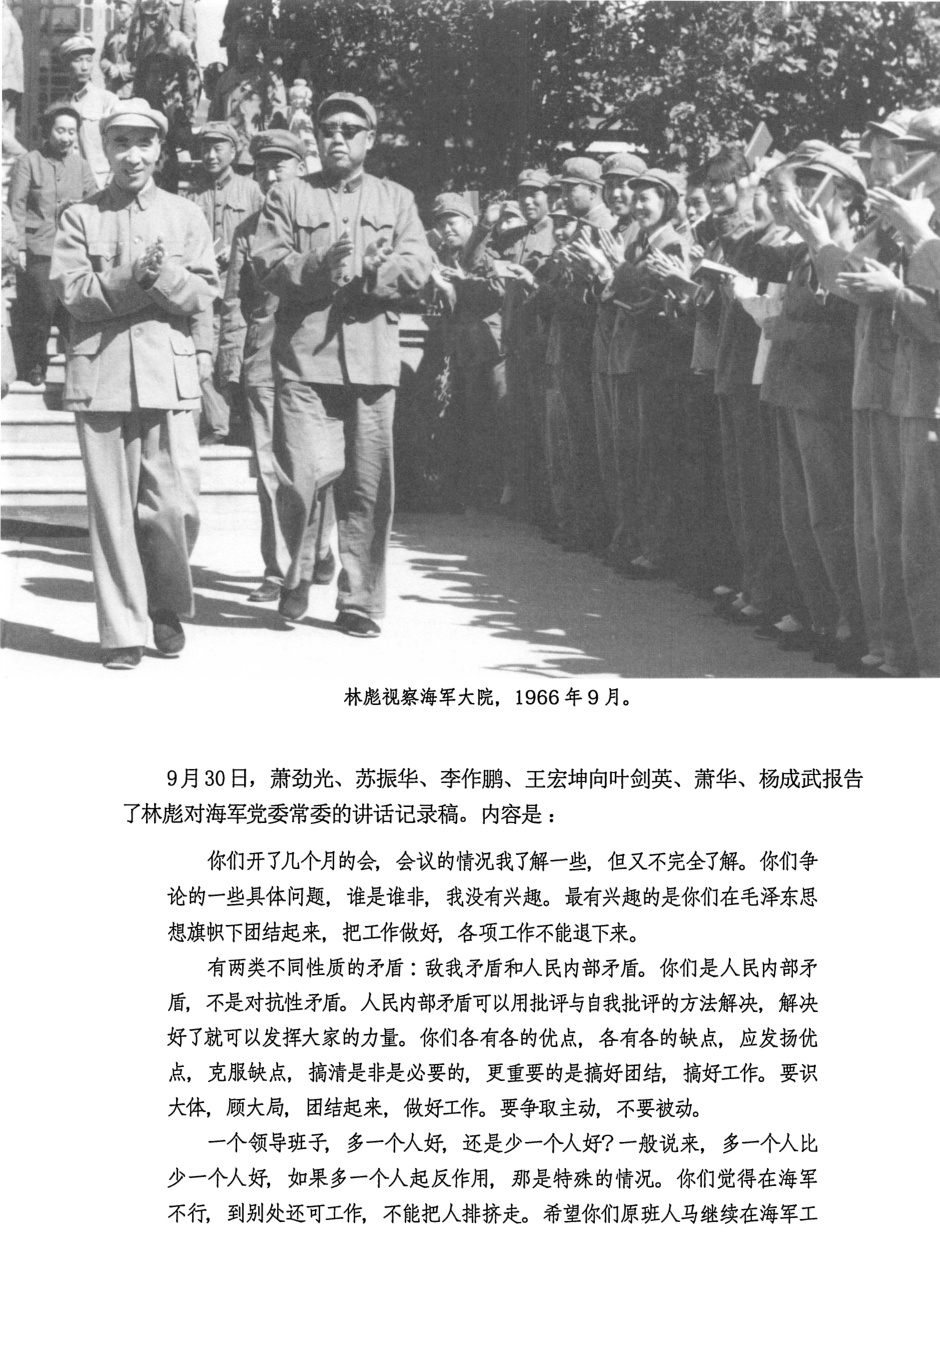 林彪视察海军大院，1966 年 9 月。
9 月 30 日，萧劲光、苏振华、李作鹏、王宏坤向叶剑英、萧华、杨成武报告
了林彪对海军党委常委的讲话记录稿。内容是：
你们开了几个月的会，会议的情况我了解一些，但又不完全了解。你们争
论的一些具体问题，谁是谁非，我没有兴趣。最有兴趣的是你们在毛泽东思
想旗帜下团结起来，把工作做好，各项工作不能退下来。
有两类不同性质的矛盾：敌我矛盾和人民内部矛盾。你们是人民内部矛
盾，不是对抗性矛盾。人民内部矛盾可以用批评与自我批评的方法解决，解决
好了就可以发挥大家的力量。你们各有各的优点，各有各的缺点，应发扬优
点，克服缺点，搞清是非是必要的，更重要的是搞好团结，搞好工作。要识
大体，顾大局，团结起来，做好工作。要争取主动，不要被动。
一个领导班子，多一个人好，还是少一个人好？一般说来，多一个人比
少一个人好，如果多一个人起反作用，那是特殊的情况。你们觉得在海军
不行，到别处还可工作，不能把人排挤走。希望你们原班人马继续在海军工